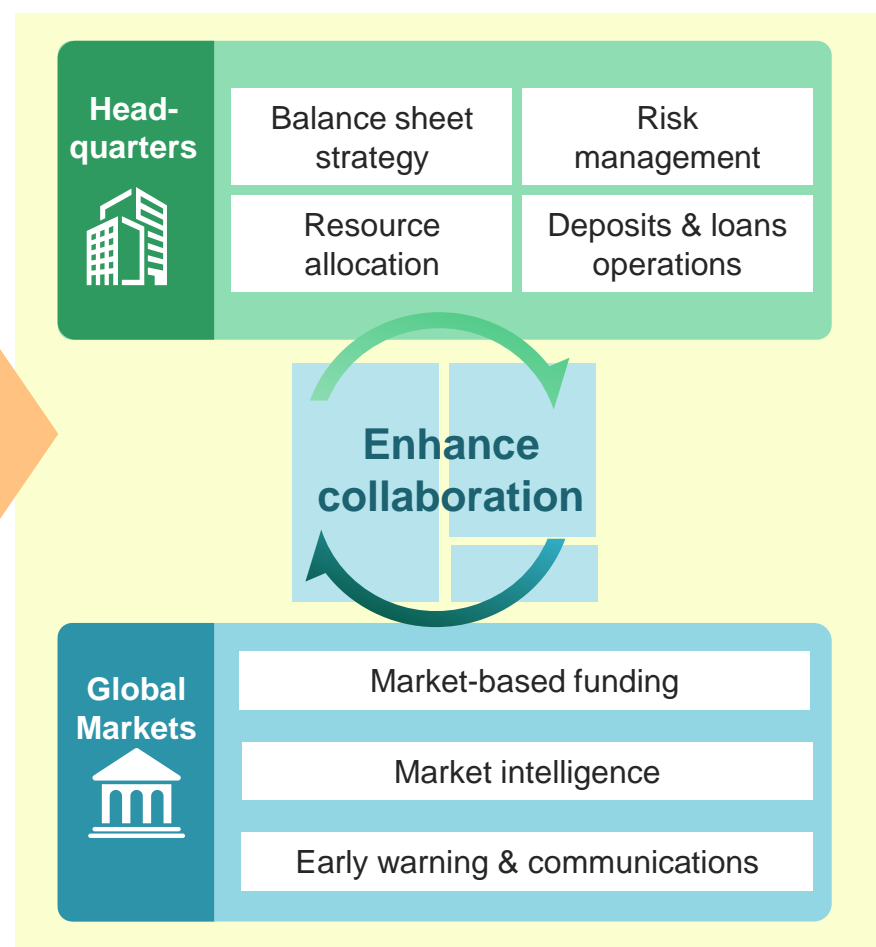 Head-
quarters
Balance sheet
strategy
Risk
management
Resource
allocation
Deposits & loans
operations
Enhance
collaboration
Global
Markets
Market-based funding
Market intelligence
Early warning & communications